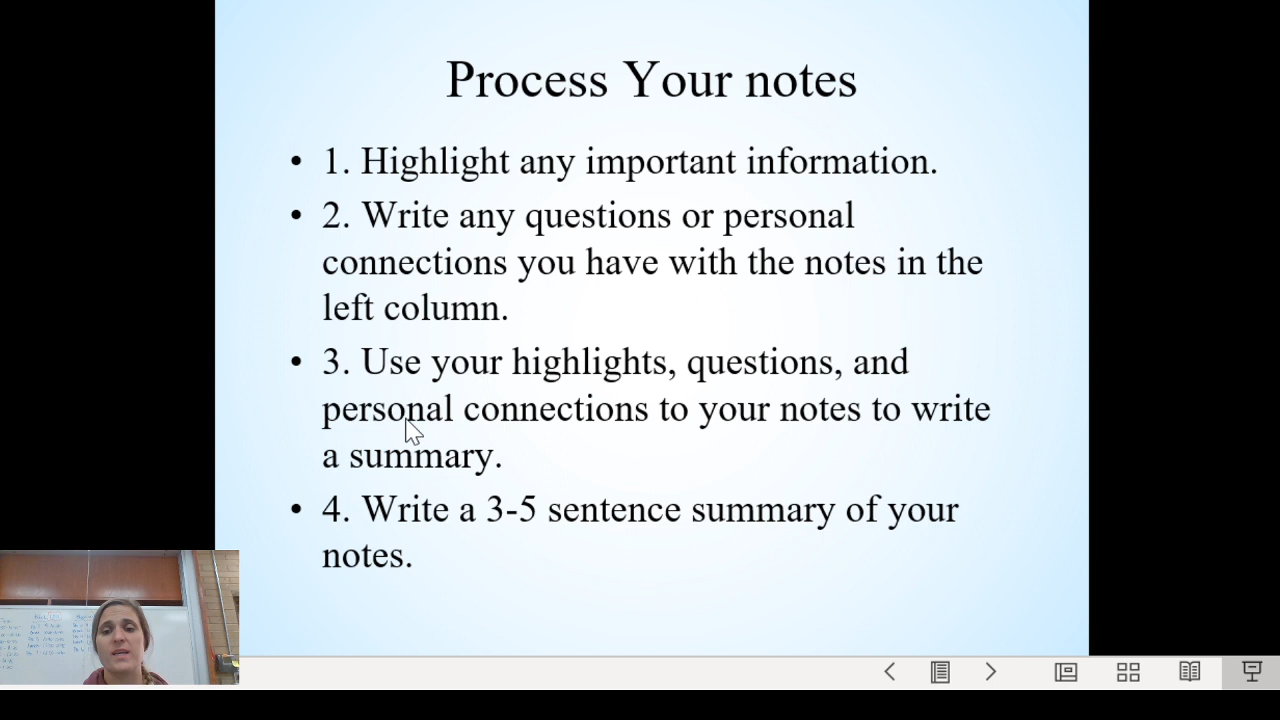 Process Your notes
• 1. Highlight any important information.
• 2. Write any questions or personal
connections you have with the notes in the
left column.
• 3. Use your highlights, questions, and
personal connections to your notes to write
a summary.
• 4. Write a 3-5 sentence summary of your
notes.